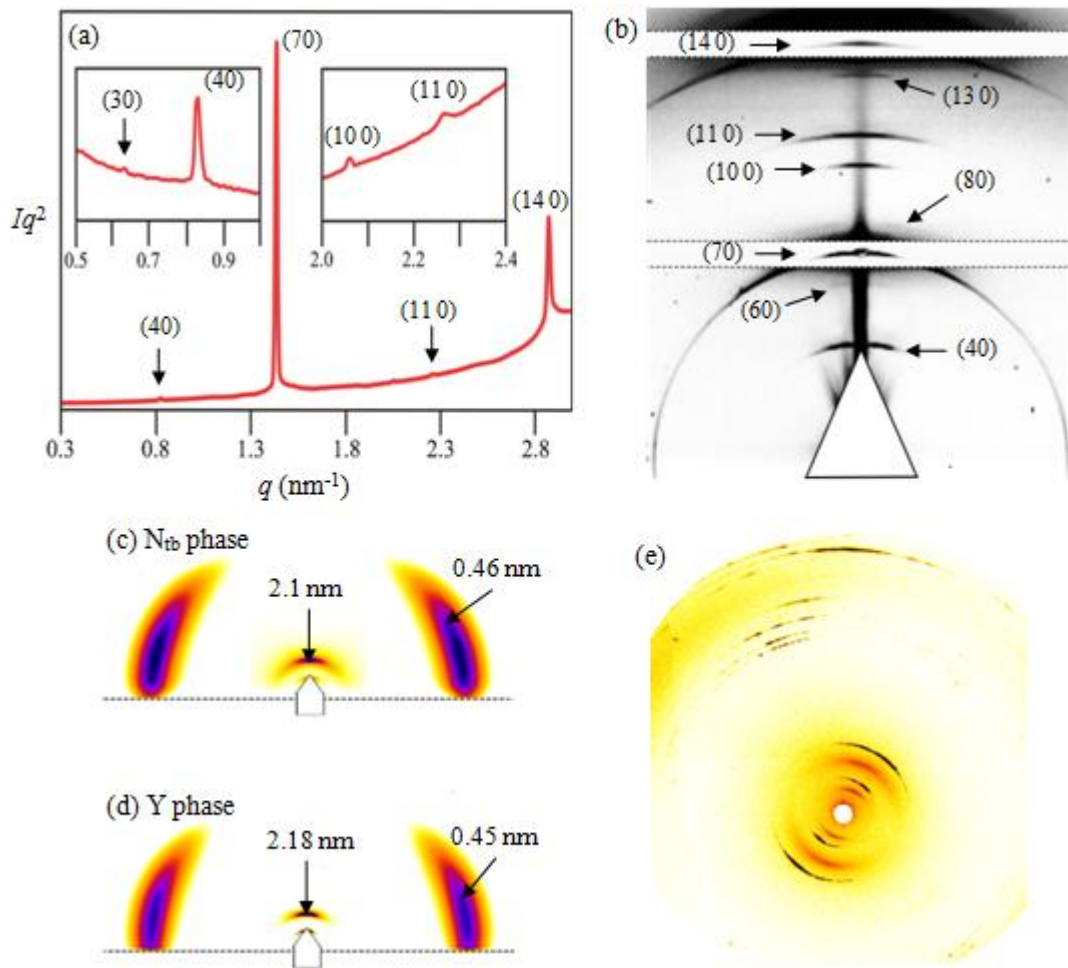 (a)
(70)
(40)
(30)
(11 0)
(10 0)
(14 0)
Iq²
0.5 0.7 0.9
2.0 2.2 2.4
(40)
(11 0)
0.3 0.8 1.3 1.8 2.3 2.8
q (nm⁻¹)
(b)
(14 0)
(13 0)
(11 0)
(10 0)
(80)
(70)
(60)
(40)
(c) Ntb phase
2.1 nm
0.46 nm
(d) Y phase
2.18 nm
0.45 nm
(e)